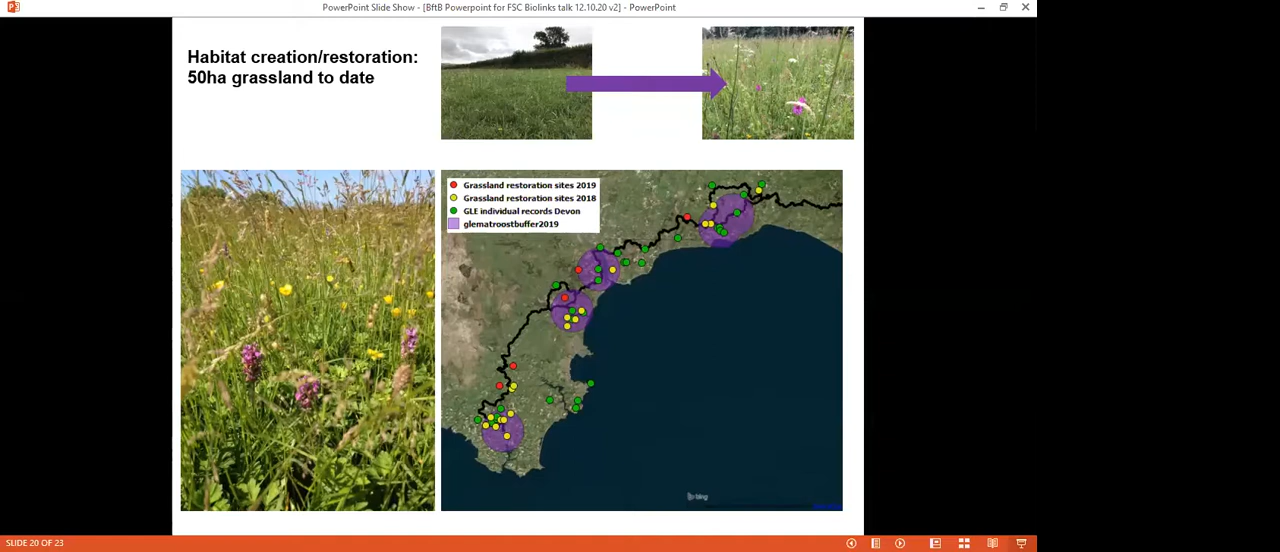 PowerPoint Slide Show - [BftB Powerpoint for FSC Biolinks talk 12.10.20 v2] - PowerPoint
Habitat creation/restoration:
50ha grassland to date
Grassland restoration sites 2019
Grassland restoration sites 2018
GLE individual records Devon
glematroostbuffer2019
bing
SLIDE 20 OF 23